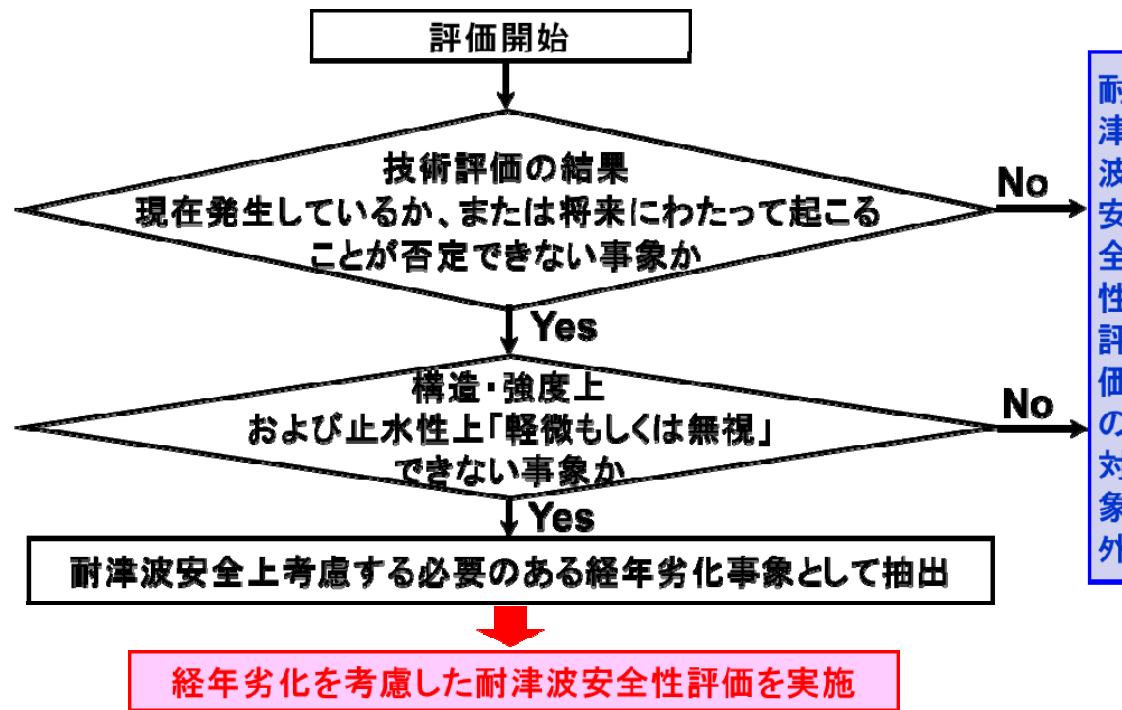 評価開始
技術評価の結果
現在発生しているか、または将来にわたって起こる
ことが否定できない事象か
No
Yes
構造・強度上
および止水性上「軽微もしくは無視」
できない事象か
No
Yes
耐津波安全性評価の対象外
耐津波安全上考慮する必要のある経年劣化事象として抽出
経年劣化を考慮した耐津波安全性評価を実施